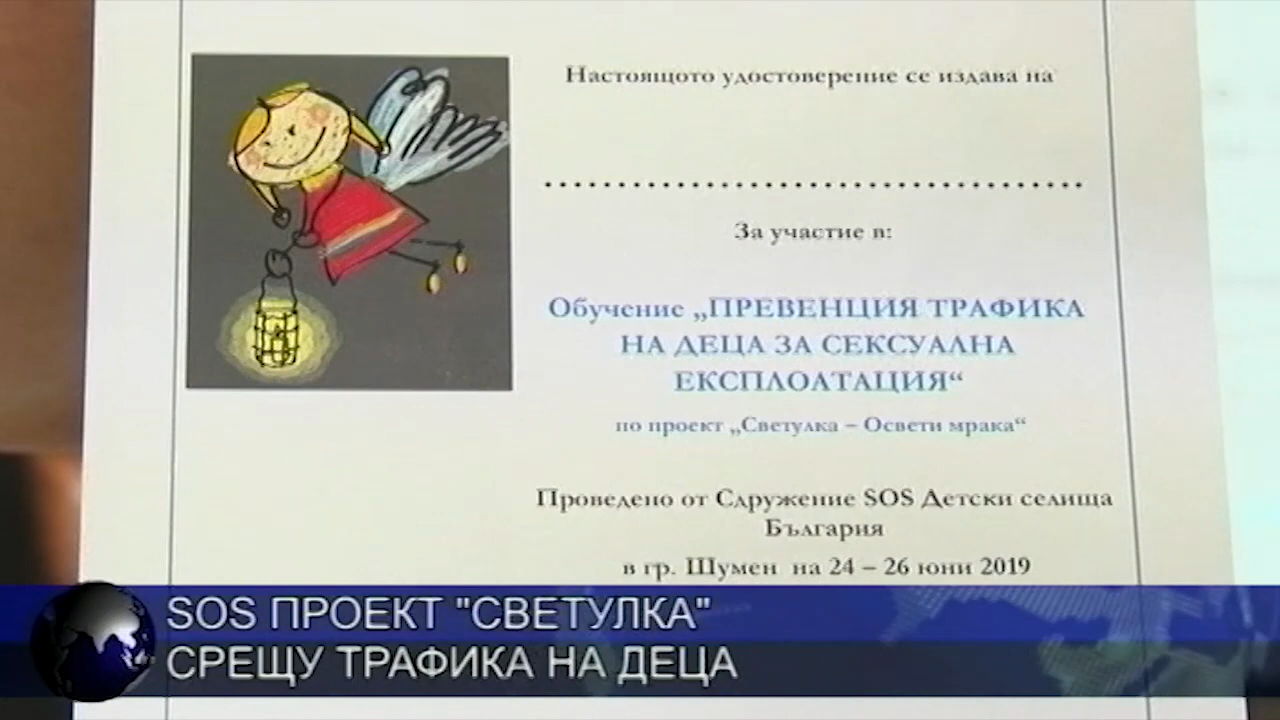 Настоящото удостоверение се издава на
........................................
За участие в:
Обучение „ПРЕВЕНЦИЯ ТРАФИКА
НА ДЕЦА ЗА СЕКСУАЛНА
ЕКСПЛОАТАЦИЯ“
по проект „Светулка – Освети мрака“
Проведено от Сдружение SOS Детски селища
България
в гр. Шумен на 24 – 26 юни 2019
SOS ПРОЕКТ "СВЕТУЛКА"
СРЕЩУ ТРАФИКА НА ДЕЦА